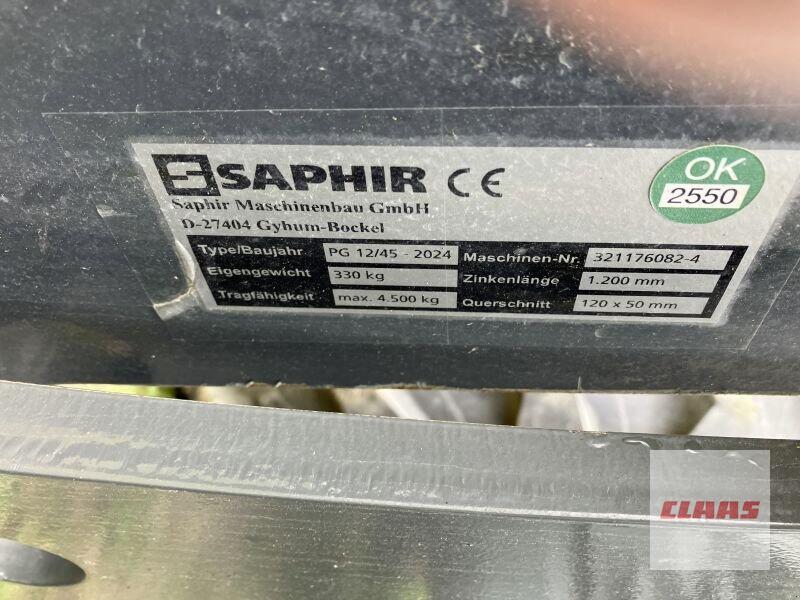 SAPHIR CE
OK
2550
Saphir Maschinenbau GmbH
D-27404 Gyhum-Bockel
Type/Baujahr PG 12/45 - 2024 Maschinen-Nr. 321176082-4
Eigengewicht 330 kg Zinkenlänge 1.200 mm
Tragfähigkeit max. 4.500 kg Querschnitt 120 x 50 mm
CLAAS